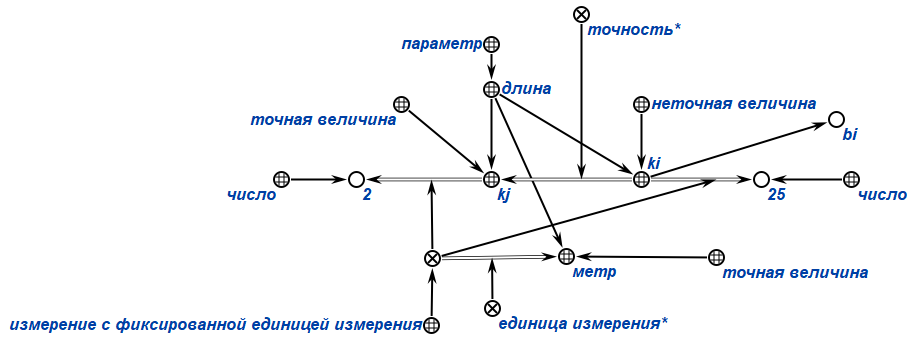 точность*
параметр
длина
неточная величина
точная величина
bi
ki
число
2
kj
25
число
метр
точная величина
измерение с фиксированной единицей измерения
единица измерения*